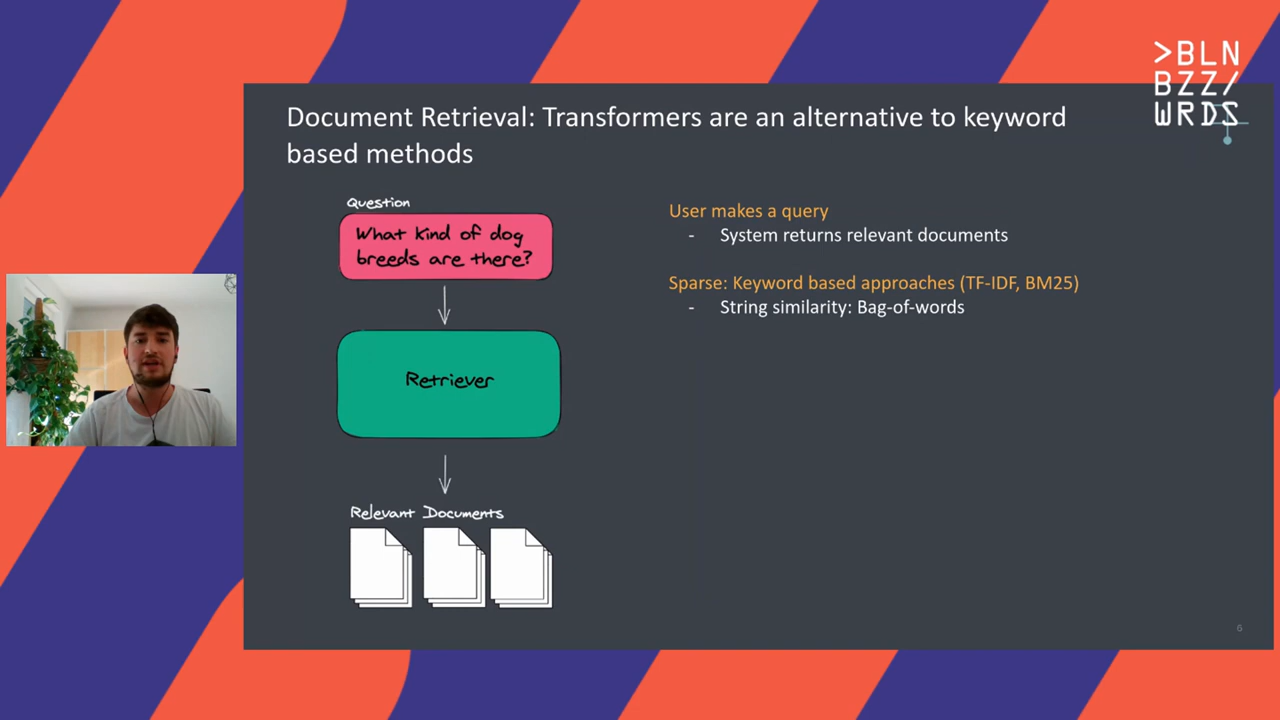 >BLN
BZZ/
WRDS
Document Retrieval: Transformers are an alternative to keyword
based methods
Question
What kind of dog
breeds are there?
Retriever
Relevant Documents
User makes a query
- System returns relevant documents
Sparse: Keyword based approaches (TF-IDF, BM25)
- String similarity: Bag-of-words
6